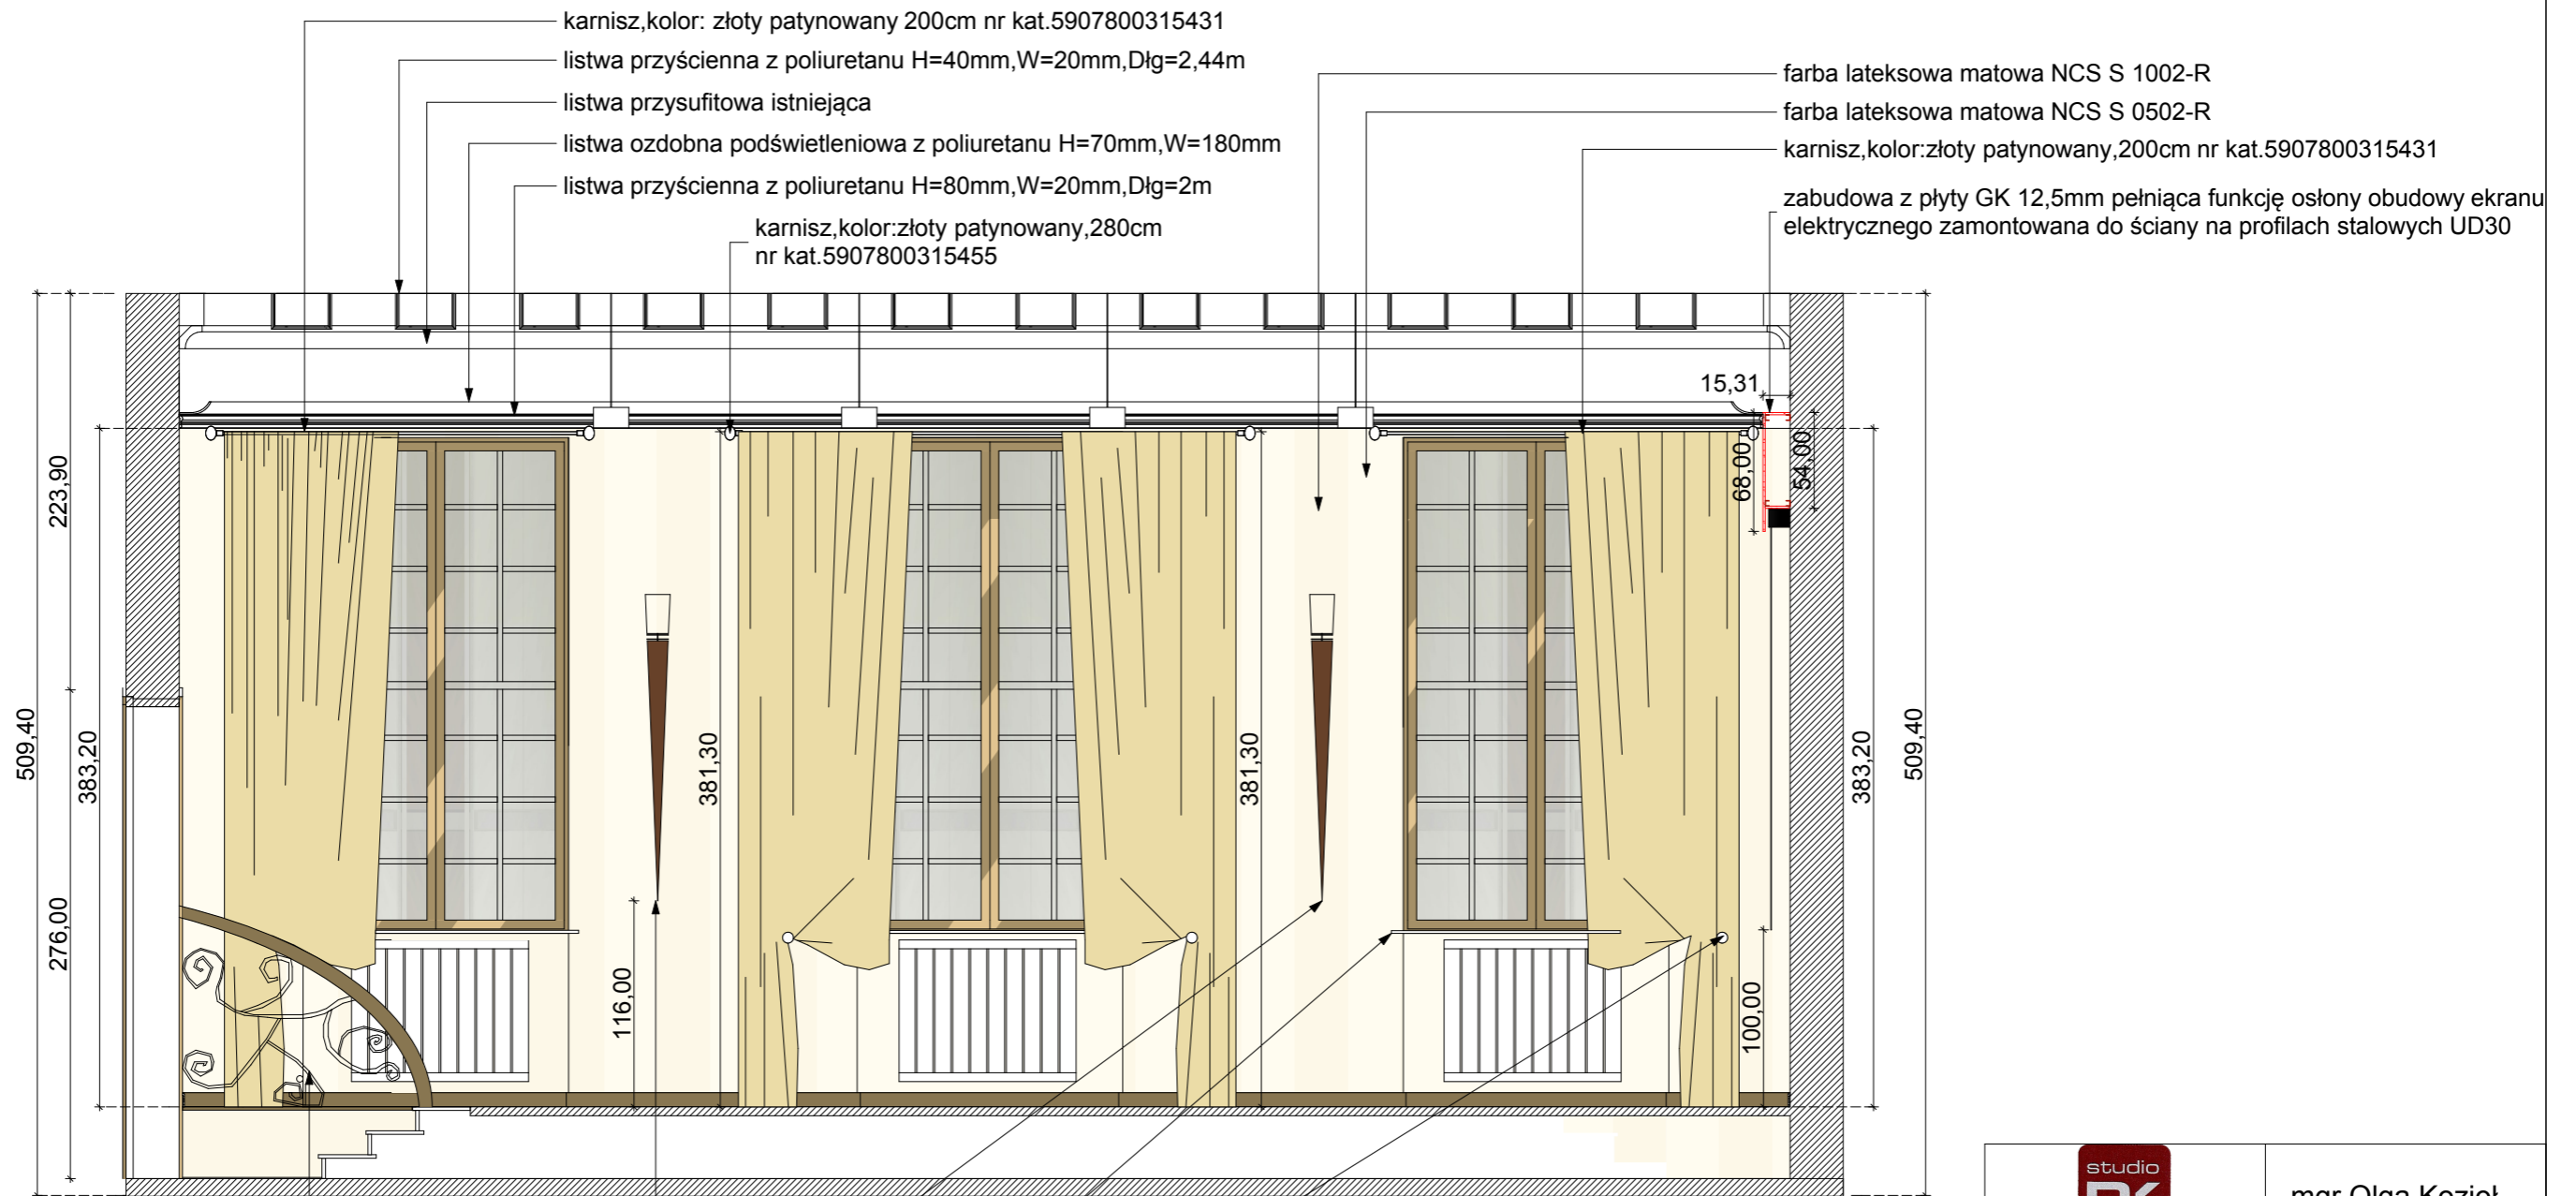 karnisz,kolor: złoty patynowany 200cm nr kat.5907800315431
listwa przyścienna z poliuretanu H=40mm,W=20mm,Dłg=2,44m
listwa przysufitowa istniejąca
listwa ozdobna podświetleniowa z poliuretanu H=70mm,W=180mm
listwa przyścienna z poliuretanu H=80mm,W=20mm,Dłg=2m
karnisz,kolor:złoty patynowany,280cm
nr kat.5907800315455
farba lateksowa matowa NCS S 1002-R
farba lateksowa matowa NCS S 0502-R
karnisz,kolor:złoty patynowany,200cm nr kat.5907800315431
zabudowa z płyty GK 12,5mm pełniąca funkcję osłony obudowy ekranu
elektrycznego zamontowana do ściany na profilach stalowych UD30
15,31
68,00
54,00
223,90
509,40
383,20
276,00
381,30
116,00
381,30
100,00
383,20
509,40
studio
mgr Olga Kozioł